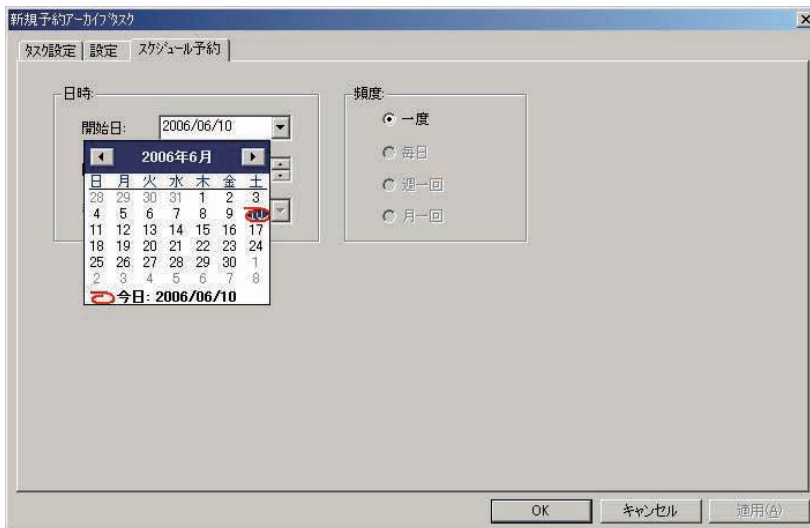 新規予約アーカイブタスク
タスク設定 設定 スケジュール予約
日時:
開始日: 2006/06/10
2006年6月
日 月 火 水 木 金 土
28 29 30 31 1 2 3
4 5 6 7 8 9 10
11 12 13 14 15 16 17
18 19 20 21 22 23 24
25 26 27 28 29 30 1
2 3 4 5 6 7 8
今日: 2006/06/10
頻度:
一度
毎日
週一回
月一回
OK キャンセル 適用(A)